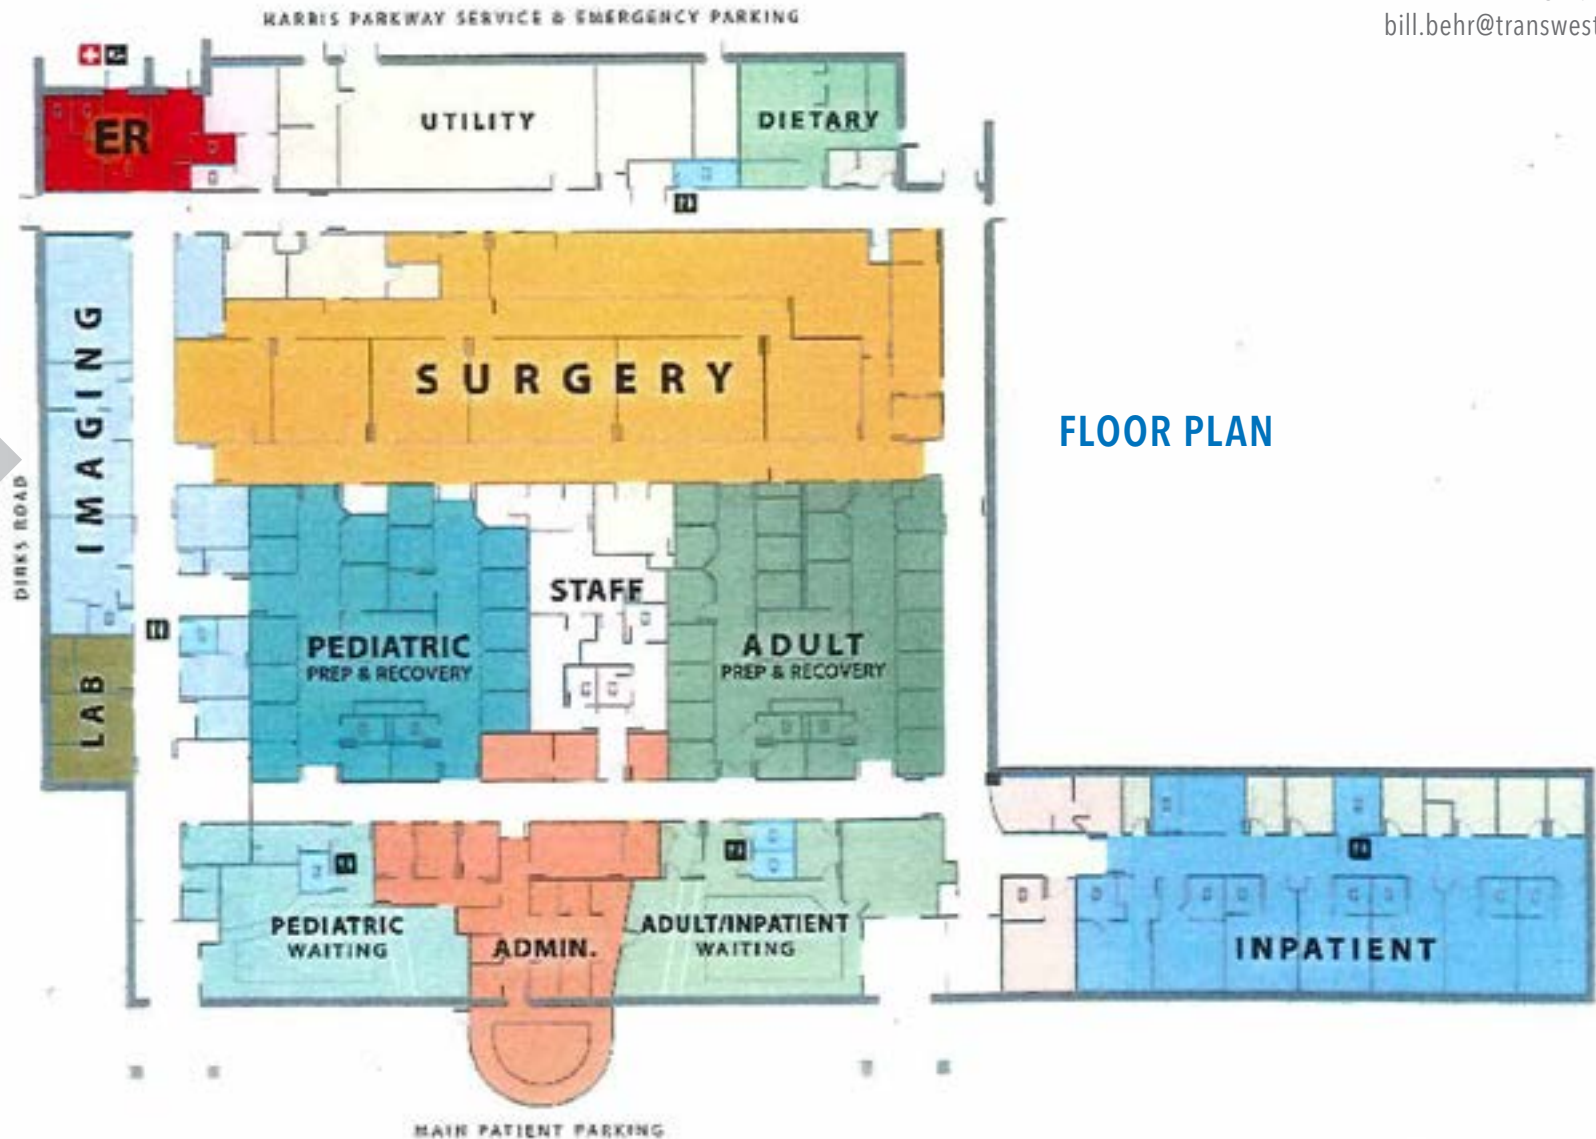 HARRIS PARKWAY SERVICE & EMERGENCY PARKING
bill.behr@transwest
ER
UTILITY
DIETARY
IMAGING
SURGERY
FLOOR PLAN
DIRKS ROAD
STAFF
PEDIATRIC
PREP & RECOVERY
ADULT
PREP & RECOVERY
LAB
PEDIATRIC
WAITING
ADMIN.
ADULT/INPATIENT
WAITING
INPATIENT
MAIN PATIENT PARKING